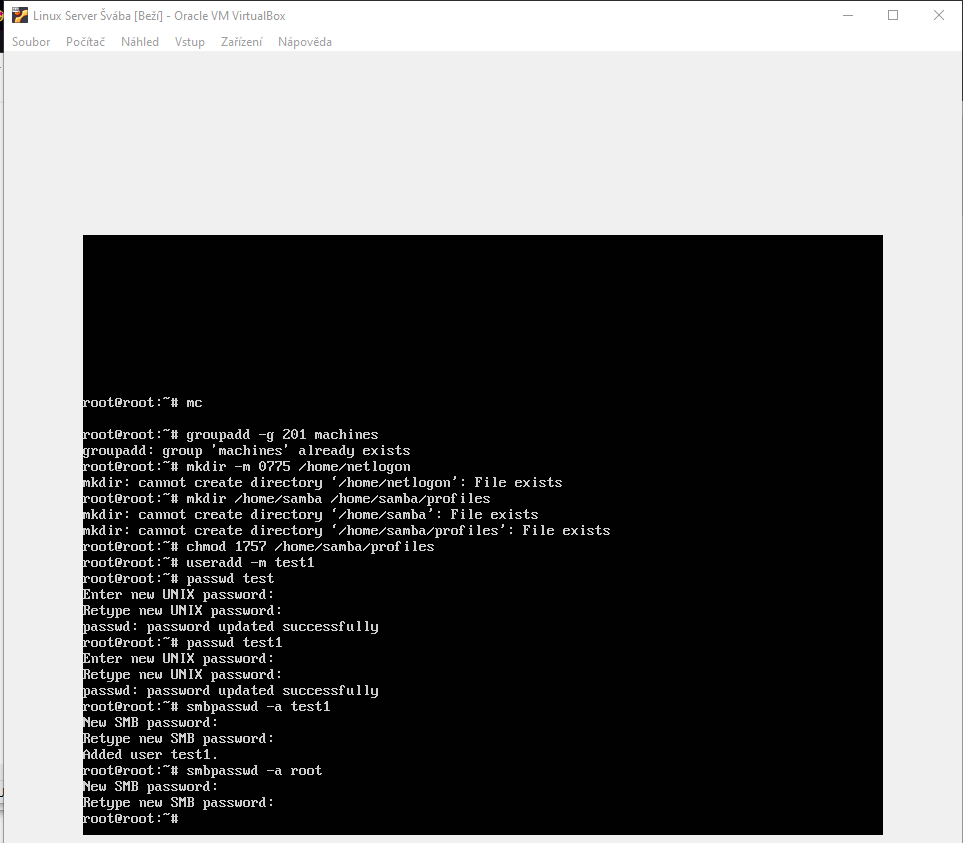 Linux Server Švába [Beží] - Oracle VM VirtualBox
Soubor Počítač Náhled Vstup Zařízení Nápověda
root@root:~# mc
root@root:~# groupadd -g 201 machines
groupadd: group 'machines' already exists
root@root:~# mkdir -m 0775 /home/netlogon
mkdir: cannot create directory ‘/home/netlogon’: File exists
root@root:~# mkdir /home/samba /home/samba/profiles
mkdir: cannot create directory ‘/home/samba’: File exists
mkdir: cannot create directory ‘/home/samba/profiles’: File exists
root@root:~# chmod 1757 /home/samba/profiles
root@root:~# useradd -m test1
root@root:~# passwd test
Enter new UNIX password:
Retype new UNIX password:
passwd: password updated successfully
root@root:~# passwd test1
Enter new UNIX password:
Retype new UNIX password:
passwd: password updated successfully
root@root:~# smbpasswd -a test1
New SMB password:
Retype new SMB password:
Added user test1.
root@root:~# smbpasswd -a root
New SMB password:
Retype new SMB password:
root@root:~#